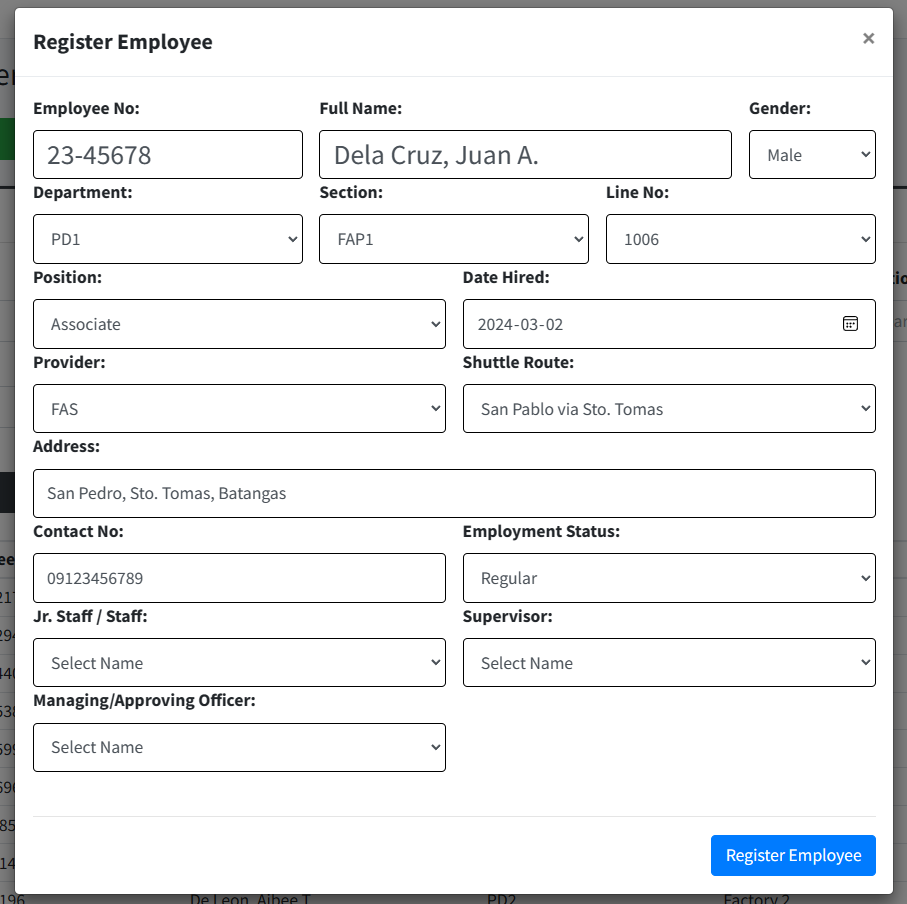 Register Employee ×
Employee No: Full Name: Gender:
23-45678 Dela Cruz, Juan A. Male
Department: Section: Line No:
PD1 FAP1 1006
Position: Date Hired:
Associate 2024-03-02
Provider: Shuttle Route:
FAS San Pablo via Sto. Tomas
Address:
San Pedro, Sto. Tomas, Batangas
Contact No: Employment Status:
09123456789 Regular
Jr. Staff / Staff: Supervisor:
Select Name Select Name
Managing/Approving Officer:
Select Name
Register Employee
De Leon, Aibee T. PD2 Factory 2